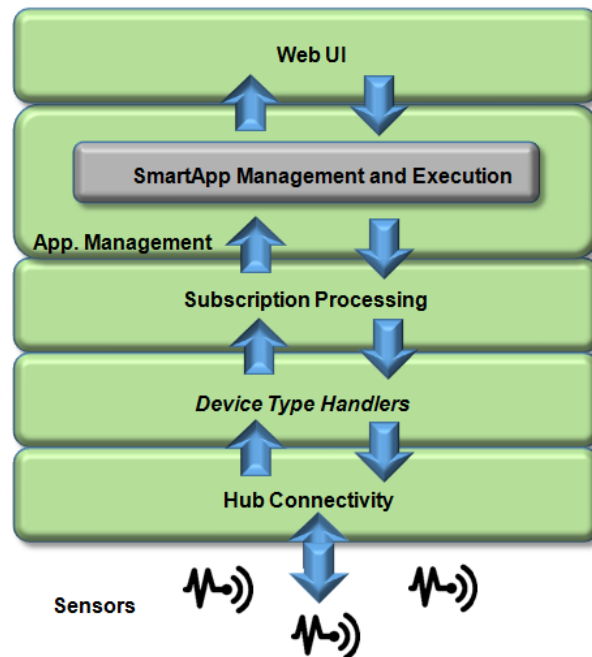 Web UI
SmartApp Management and Execution
App. Management
Subscription Processing
Device Type Handlers
Hub Connectivity
Sensors